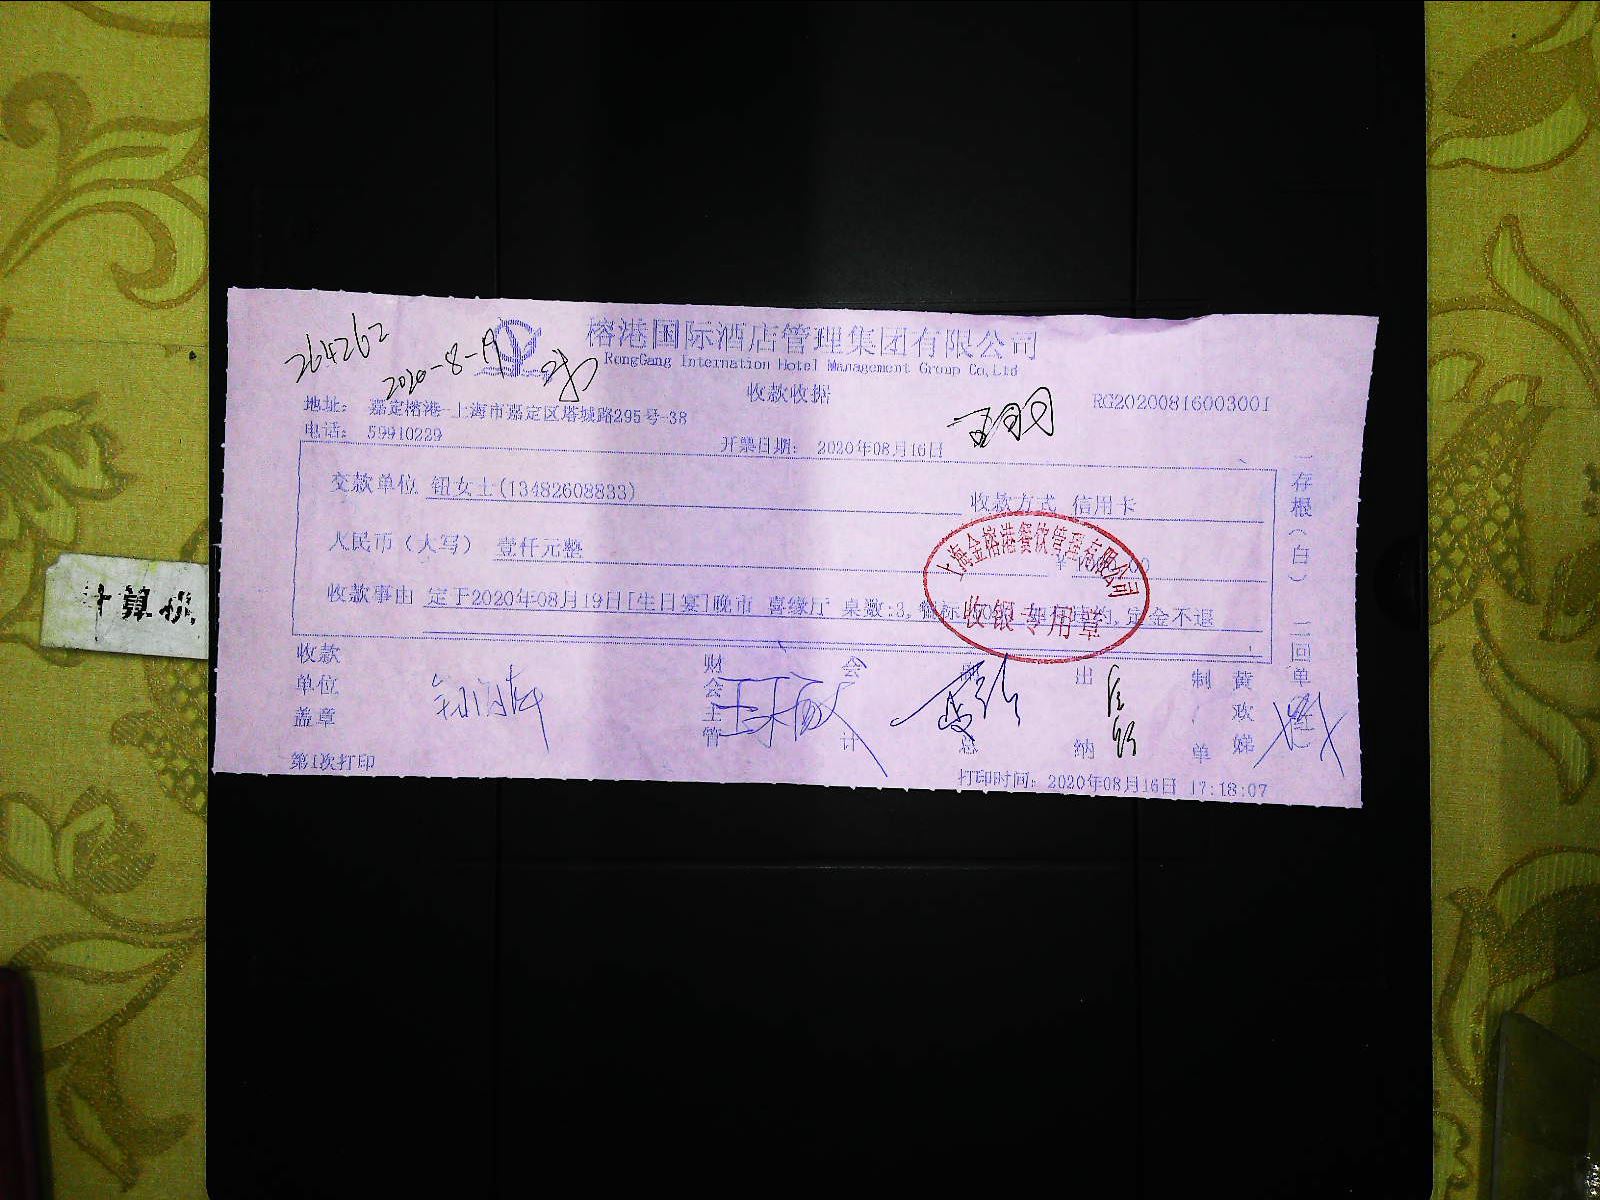 264262
2020-8-19
榕港国际酒店管理集团有限公司
RongGang Internation Hotel Management Group Co,Ltd
收款收据
地址： 嘉定榕港-上海市嘉定区塔城路295号-38
RG20200816003001
电话： 59910229
开票日期： 2020年08月16日
交款单位 钮女士(13482608833)
收款方式 信用卡
人民币（大写） 壹仟元整
收款事由 定于2020年08月19日[生日宴]晚市 喜缘厅 桌数:3, 定金不退
上海金榕港餐饮管理有限公司
收银专用章
收款单位盖章
财会主管
会计
出纳
制单
黄欢娣
一存根（白） 二回单
第1次打印
打印时间： 2020年08月16日 17:18:07
计算机